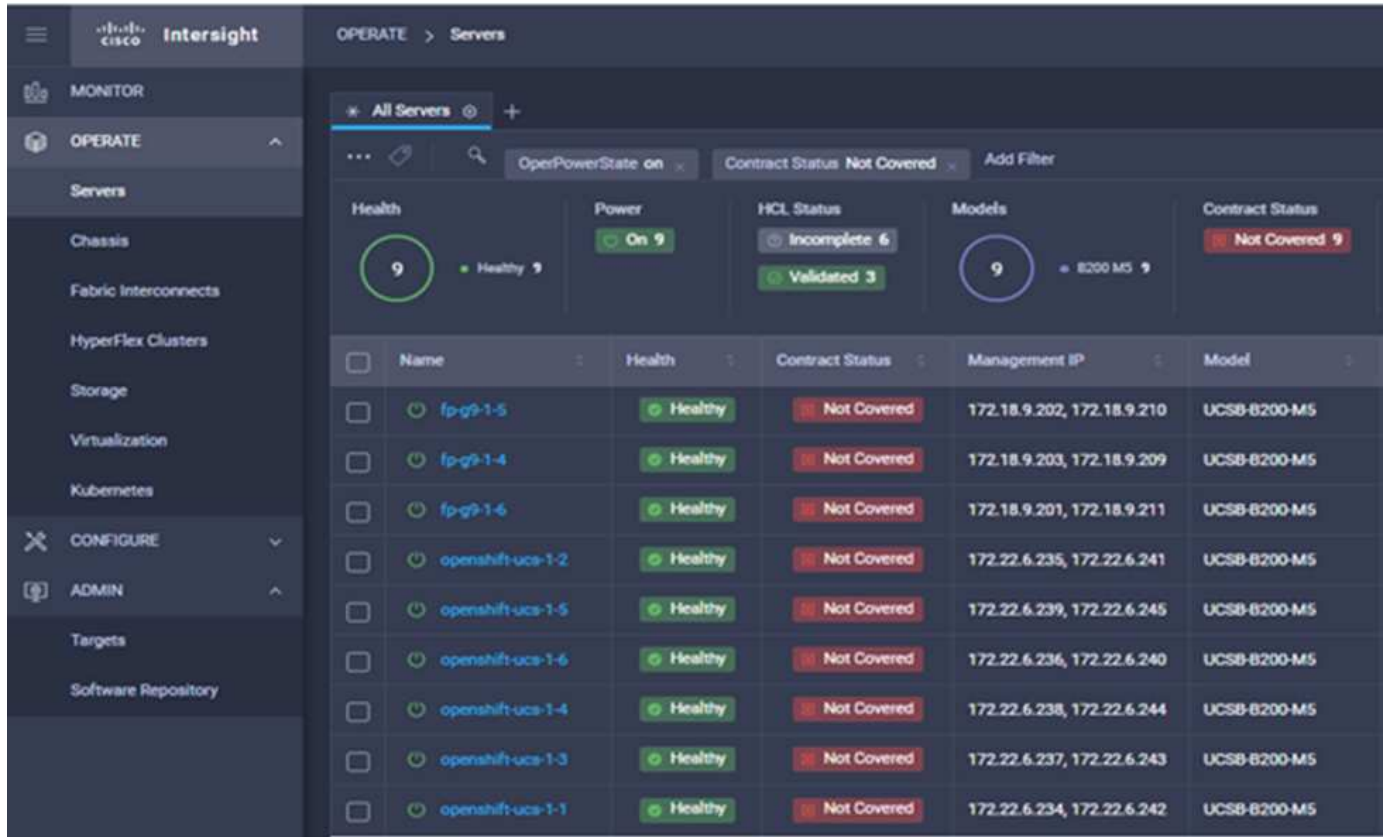 cisco Intersight
OPERATE > Servers
MONITOR
OPERATE
Servers
Chassis
Fabric Interconnects
HyperFlex Clusters
Storage
Virtualization
Kubernetes
CONFIGURE
ADMIN
Targets
Software Repository
All Servers
OperPowerState on × Contract Status Not Covered × Add Filter
Health Power HCL Status Models Contract Status
9 Healthy 9 On 9 Incomplete 6 Validated 3 9 B200 M5 9 Not Covered 9
Name Health Contract Status Management IP Model
fp-g9-1-5 Healthy Not Covered 172.18.9.202, 172.18.9.210 UCSB-B200-M5
fp-g9-1-4 Healthy Not Covered 172.18.9.203, 172.18.9.209 UCSB-B200-M5
fp-g9-1-6 Healthy Not Covered 172.18.9.201, 172.18.9.211 UCSB-B200-M5
openshift-ucs-1-2 Healthy Not Covered 172.22.6.235, 172.22.6.241 UCSB-B200-M5
openshift-ucs-1-5 Healthy Not Covered 172.22.6.239, 172.22.6.245 UCSB-B200-M5
openshift-ucs-1-6 Healthy Not Covered 172.22.6.236, 172.22.6.240 UCSB-B200-M5
openshift-ucs-1-4 Healthy Not Covered 172.22.6.238, 172.22.6.244 UCSB-B200-M5
openshift-ucs-1-3 Healthy Not Covered 172.22.6.237, 172.22.6.243 UCSB-B200-M5
openshift-ucs-1-1 Healthy Not Covered 172.22.6.234, 172.22.6.242 UCSB-B200-M5